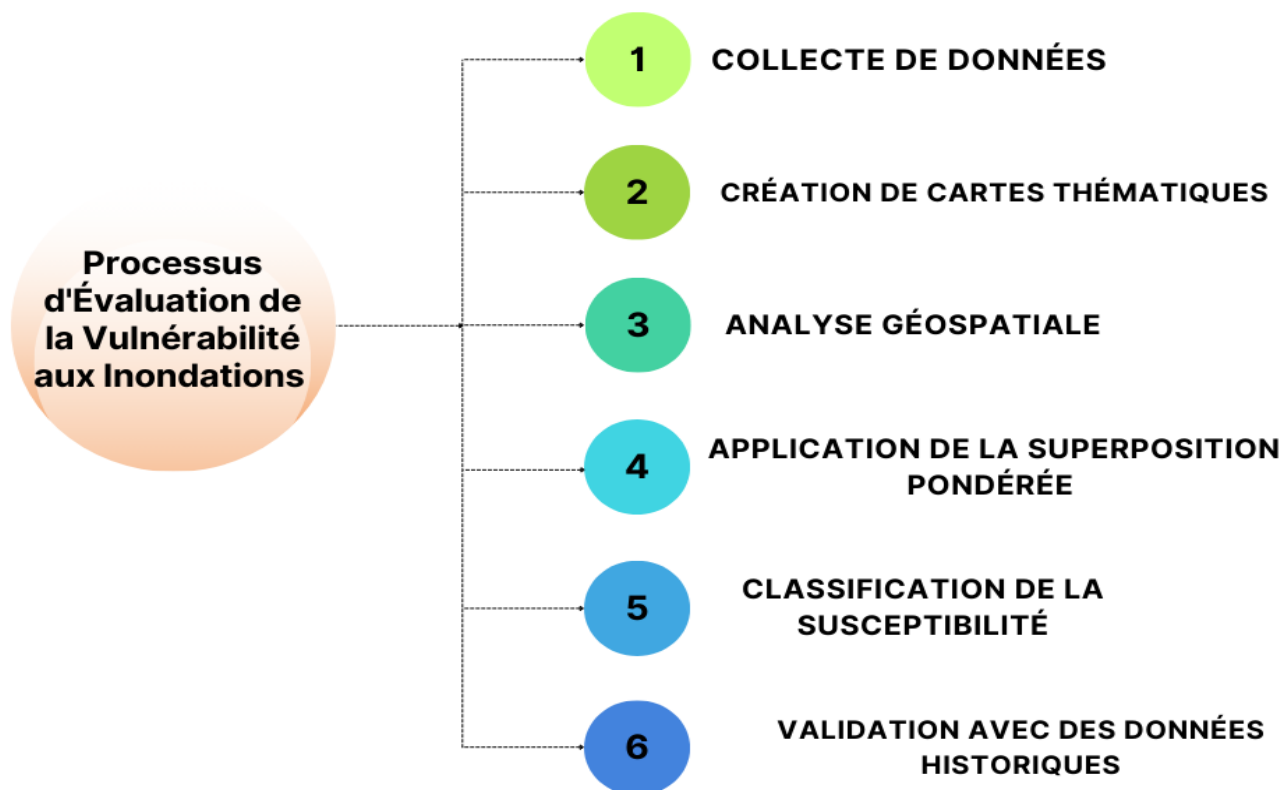 Processus
d'Évaluation de
la Vulnérabilité
aux Inondations
1
COLLECTE DE DONNÉES
2
CRÉATION DE CARTES THÉMATIQUES
3
ANALYSE GÉOSPATIALE
4
APPLICATION DE LA SUPERPOSITION
PONDÉRÉE
5
CLASSIFICATION DE LA
SUSCEPTIBILITÉ
6
VALIDATION AVEC DES DONNÉES
HISTORIQUES